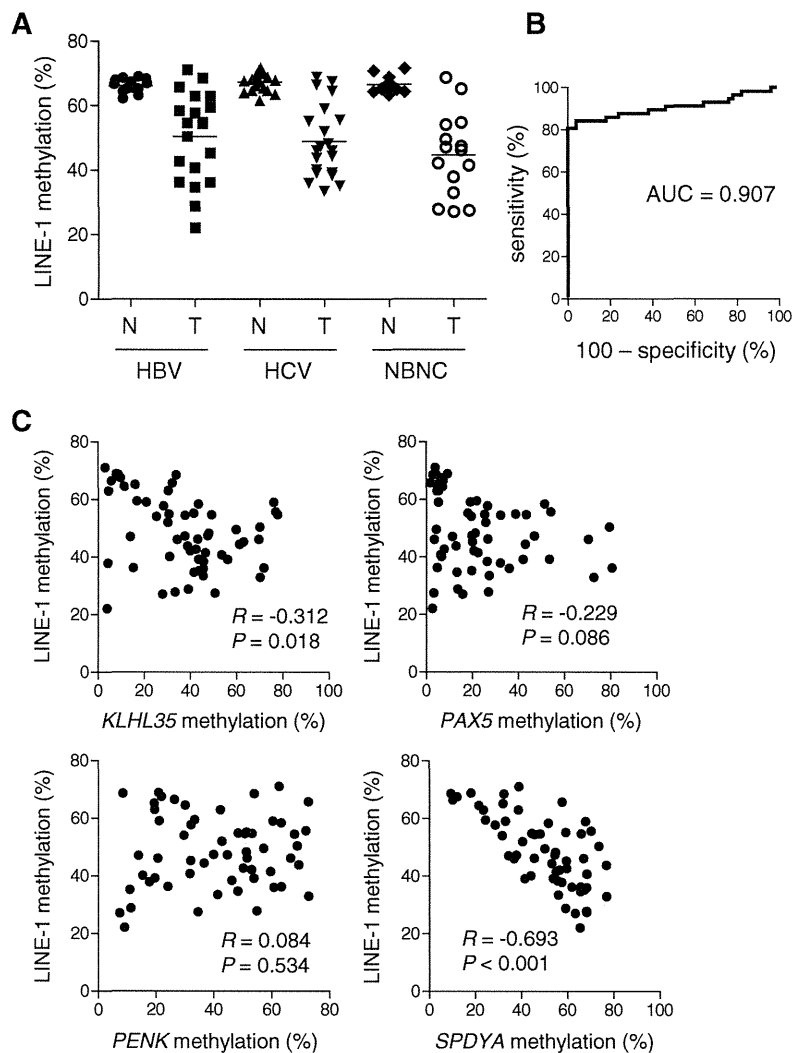 A
LINE-1 methylation (%)
80
60
40
20
0
N T N T N T
HBV HCV NBNC
B
sensitivity (%)
100
80
60
40
20
0
AUC = 0.907
0 20 40 60 80 100
100 – specificity (%)
C
LINE-1 methylation (%)
80
60
40
20
0
R = -0.312
P = 0.018
0 20 40 60 80 100
KLHL35 methylation (%)
LINE-1 methylation (%)
80
60
40
20
0
R = -0.229
P = 0.086
0 20 40 60 80 100
PAX5 methylation (%)
LINE-1 methylation (%)
80
60
40
20
0
R = 0.084
P = 0.534
0 20 40 60 80
PENK methylation (%)
LINE-1 methylation (%)
80
60
40
20
0
R = -0.693
P < 0.001
0 20 40 60 80 100
SPDYA methylation (%)